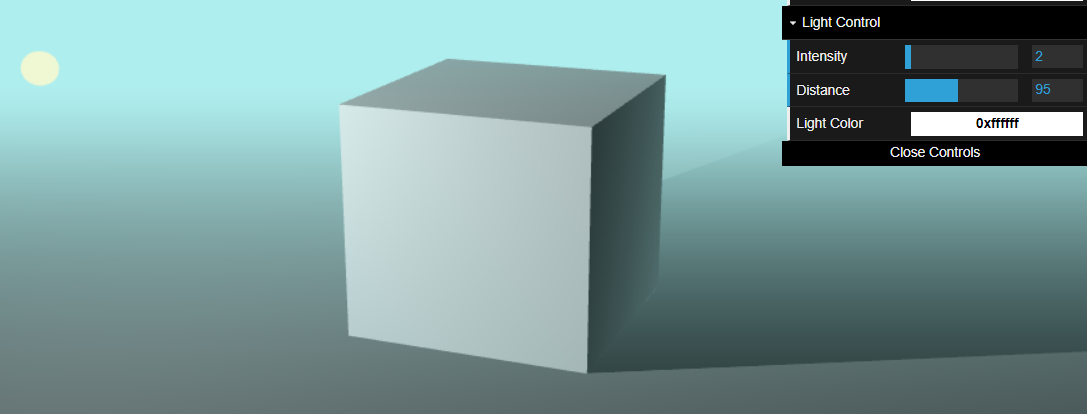 Light Control
Intensity 2
Distance 95
Light Color 0xffffff
Close Controls